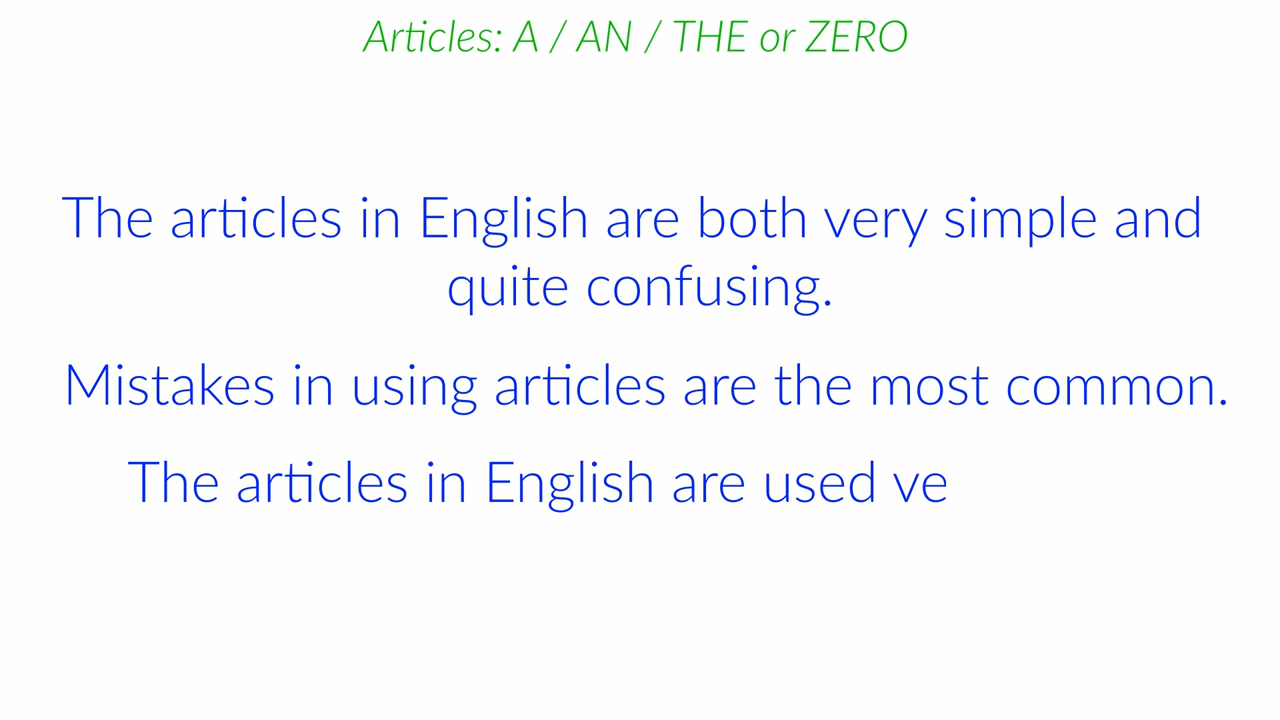 Articles: A / AN / THE or ZERO
The articles in English are both very simple and
quite confusing.
Mistakes in using articles are the most common.
The articles in English are used ve